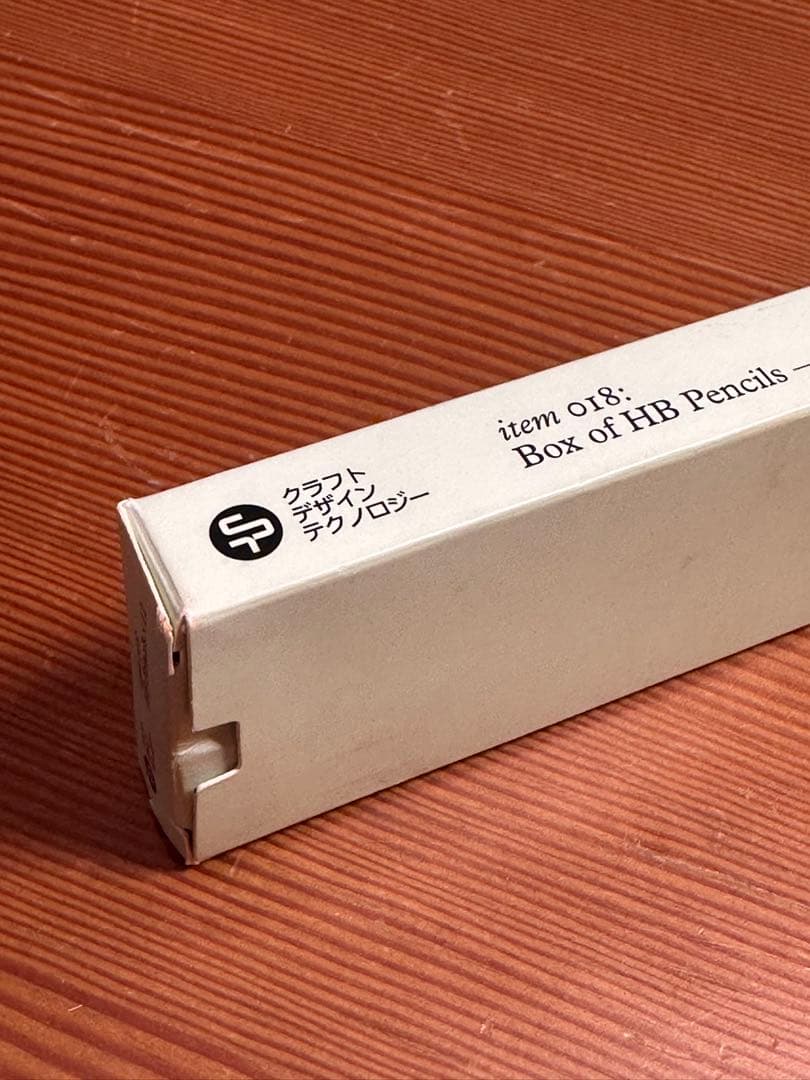 クラフト
デザイン
テクノロジー
item 018:
Box of HB Pencils —